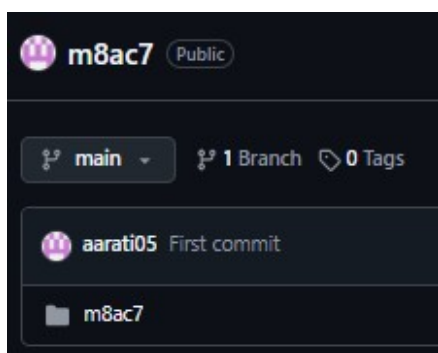 m8ac7 Public
main 1 Branch 0 Tags
aarati05 First commit
m8ac7